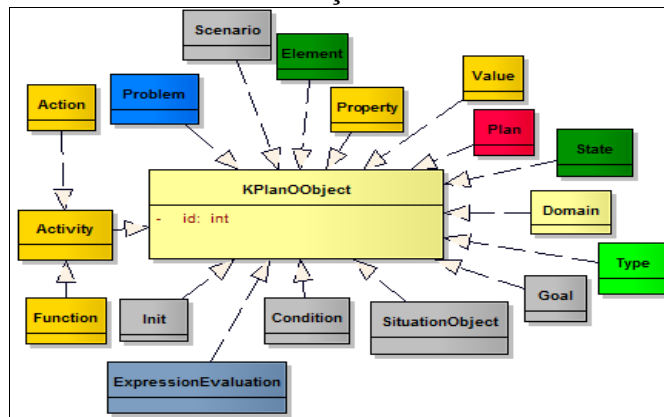 Scenario
Element
Value
Action
Problem
Property
Plan
State
KPlanOObject
- id: int
Domain
Activity
Type
Goal
Function
Init
Condition
SituationObject
ExpressionEvaluation